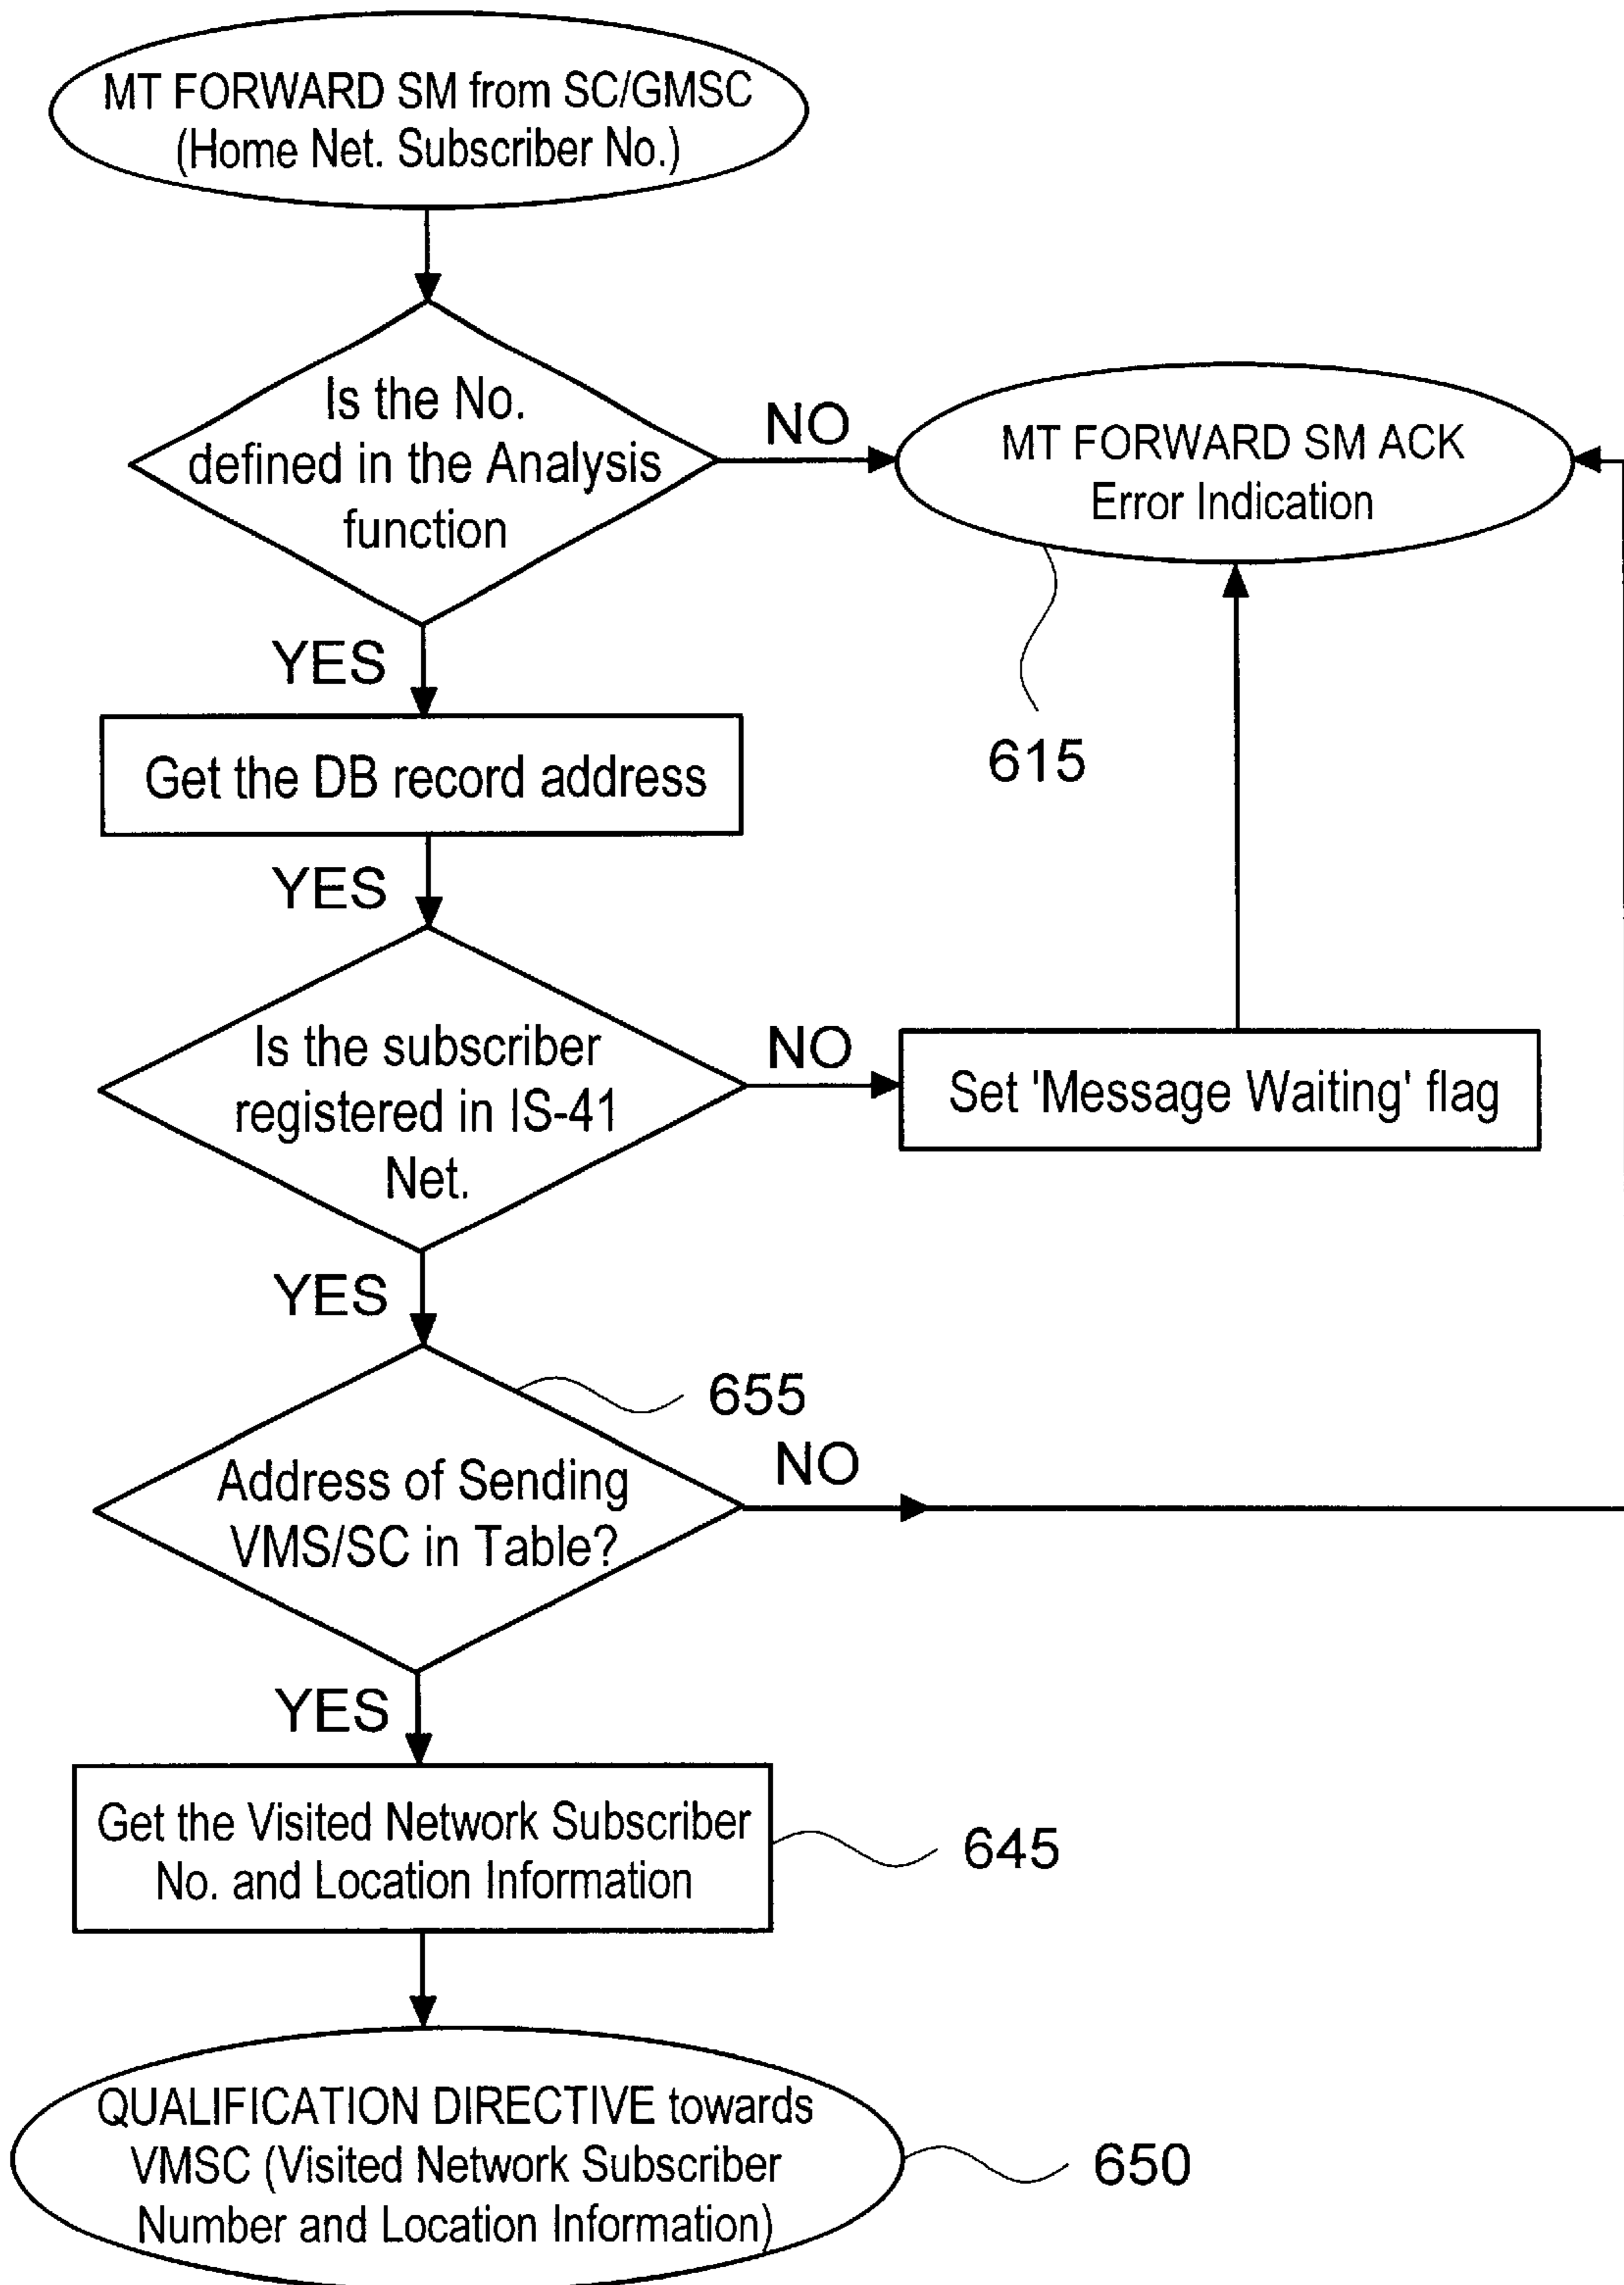 MT FORWARD SM from SC/GMSC
(Home Net. Subscriber No.)
Is the No.
defined in the Analysis
function
NO
MT FORWARD SM ACK
Error Indication
615
YES
Get the DB record address
YES
Is the subscriber
registered in IS-41
Net.
NO
Set 'Message Waiting' flag
YES
655
Address of Sending
VMS/SC in Table?
NO
YES
Get the Visited Network Subscriber
No. and Location Information
645
QUALIFICATION DIRECTIVE towards
VMSC (Visited Network Subscriber
Number and Location Information)
650